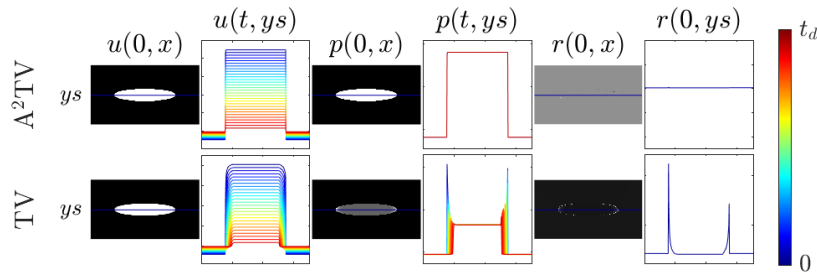 u(0, x) u(t, ys) p(0, x) p(t, ys) r(0, x) r(0, ys) t_d
A²TV ys
TV ys
0